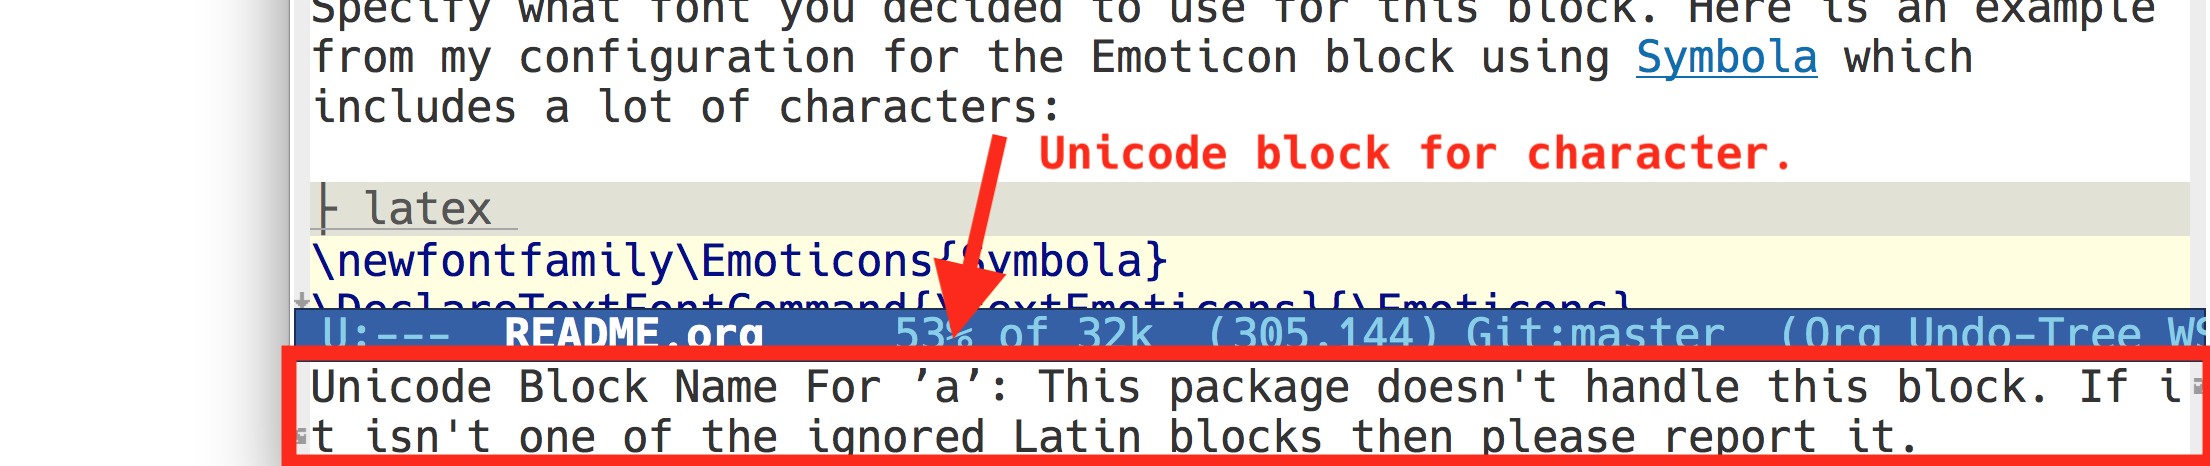 Specify what font you decided to use for this block. Here is an example
from my configuration for the Emoticon block using Symbola which
includes a lot of characters:
Unicode block for character.
├ latex
\newfontfamily\Emoticons{Symbola}
\DeclareTextFontCommand{\textEmoticons}{\Emoticons}
U:--- README.org 53% of 32k (305,144) Git:master (Org Undo-Tree WS
Unicode Block Name For ’a’: This package doesn't handle this block. If i
t isn't one of the ignored Latin blocks then please report it.